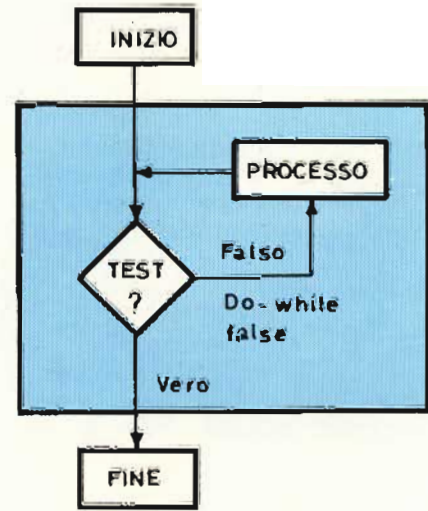 INIZIO
PROCESSO
TEST
?
Falso
Do-while
false
Vero
FINE